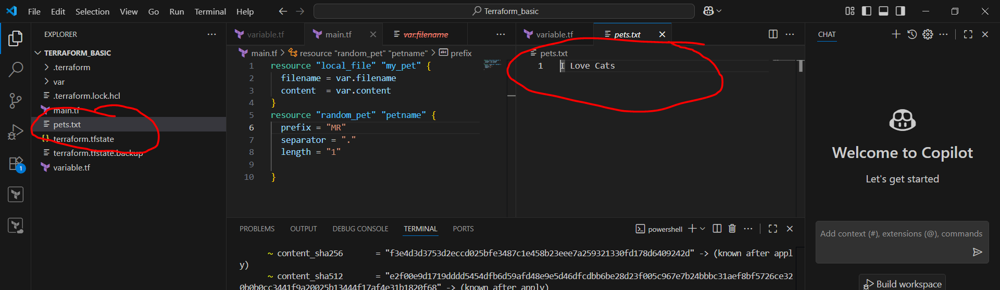 File Edit Selection View Go Run Terminal Help
Terraform_basic
EXPLORER
TERRAFORM_BASIC
.terraform
var
.terraform.lock.hcl
main.tf
pets.txt
terraform.tfstate
terraform.tfstate.backup
variable.tf
1
variable.tf main.tf var.filename
main.tf > resource "random_pet" "petname" > abc prefix
1 resource "local_file" "my_pet" {
2 filename = var.filename
3 content = var.content
4 }
5 resource "random_pet" "petname" {
6 prefix = "MR"
7 separator = "."
8 length = "1"
9
10 }
variable.tf pets.txt
pets.txt
1 I Love Cats
PROBLEMS OUTPUT DEBUG CONSOLE TERMINAL PORTS
powershell
~ content_sha256 = "f3e4d3d3753d2eccd025bfe3487c1e458b23eee7a259321330fd178d6409242d" -> (known after appl
y)
~ content_sha512 = "e2f00e9d1719dddd5454dfb6d59afd48e9e5d46dfcdbb6be28d23f005c967e7b24bbbc31aef8bf5726ce32
0b0b0cc3441f9a20025b13444f17af4e31b1820f68" -> (known after apply)
CHAT
Welcome to Copilot
Let's get started
Add context (#), extensions (@), commands
Build workspace